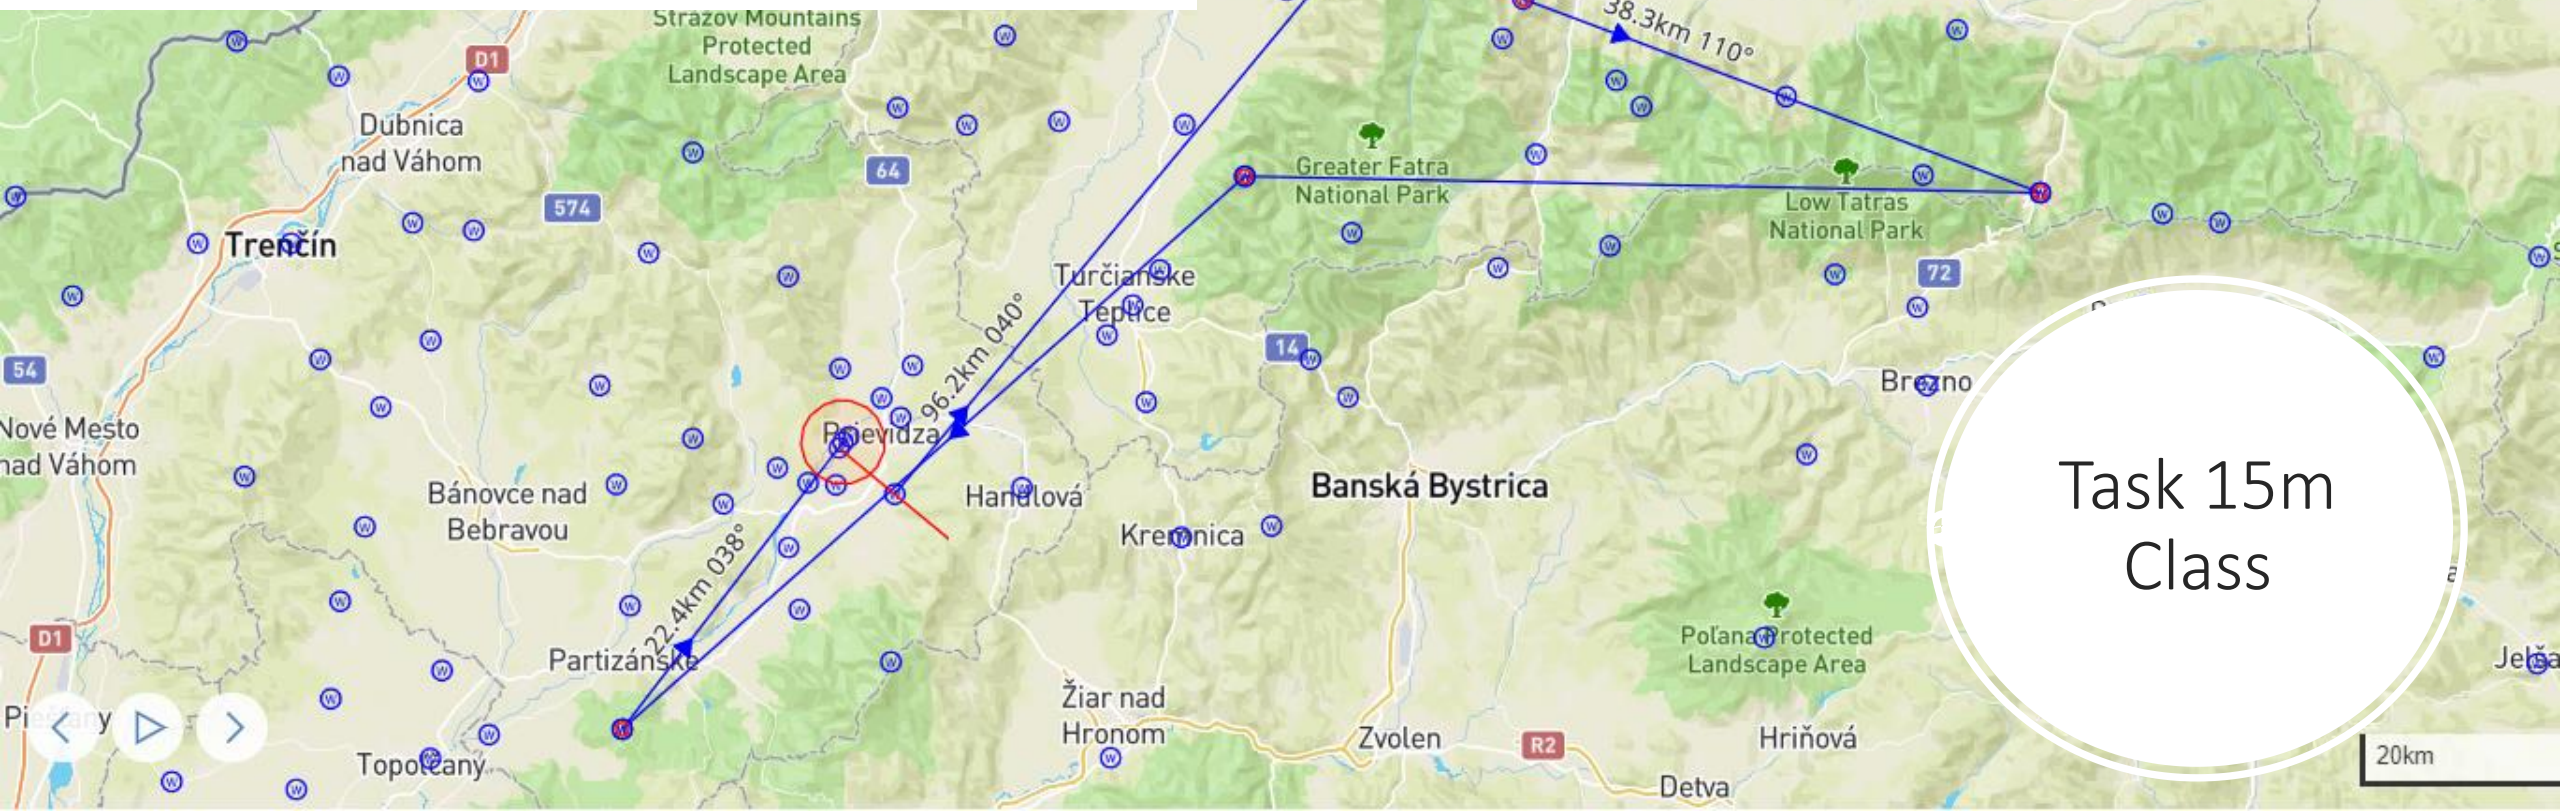 Strážov Mountains
Protected
Landscape Area
38.3km 110°
D1
Dubnica
nad Váhom
64
574
Greater Fatra
National Park
Low Tatras
National Park
Trenčín
Turčianske
Teplice
72
14
54
96.2km 040°
Brezno
Nové Mesto
nad Váhom
Prievidza
Bánovce nad
Bebravou
Handlová
Banská Bystrica
Kremnica
Task 15m
Class
22.4km 038°
D1
Partizánske
Poľana Protected
Landscape Area
Žiar nad
Hronom
Zvolen
R2
Hriňová
Topoľčany
20km
Detva